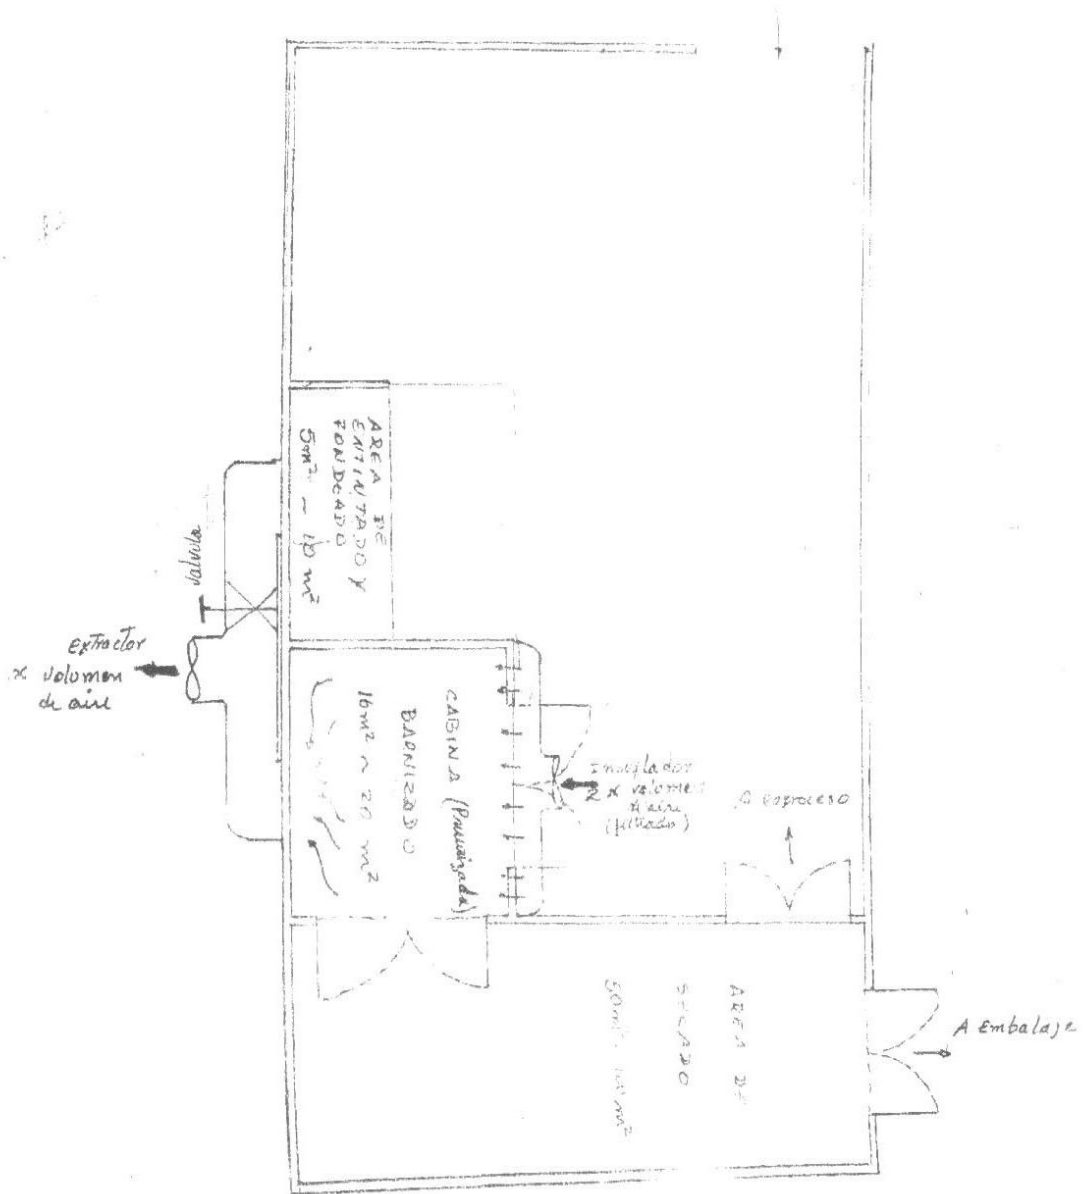 AREA DE
ENTINTADO Y
FONDEADO
5m² ~ 10 m²
Valvula
Extractor
x volumen
de aire
CABINA (Presurizada)
BARNIZADO
16m² ~ 20 m²
Insuflador
2 x volumen
de aire
(filtrado)
A reproceso
AREA DE
SECADO
50m²
A Embalaje